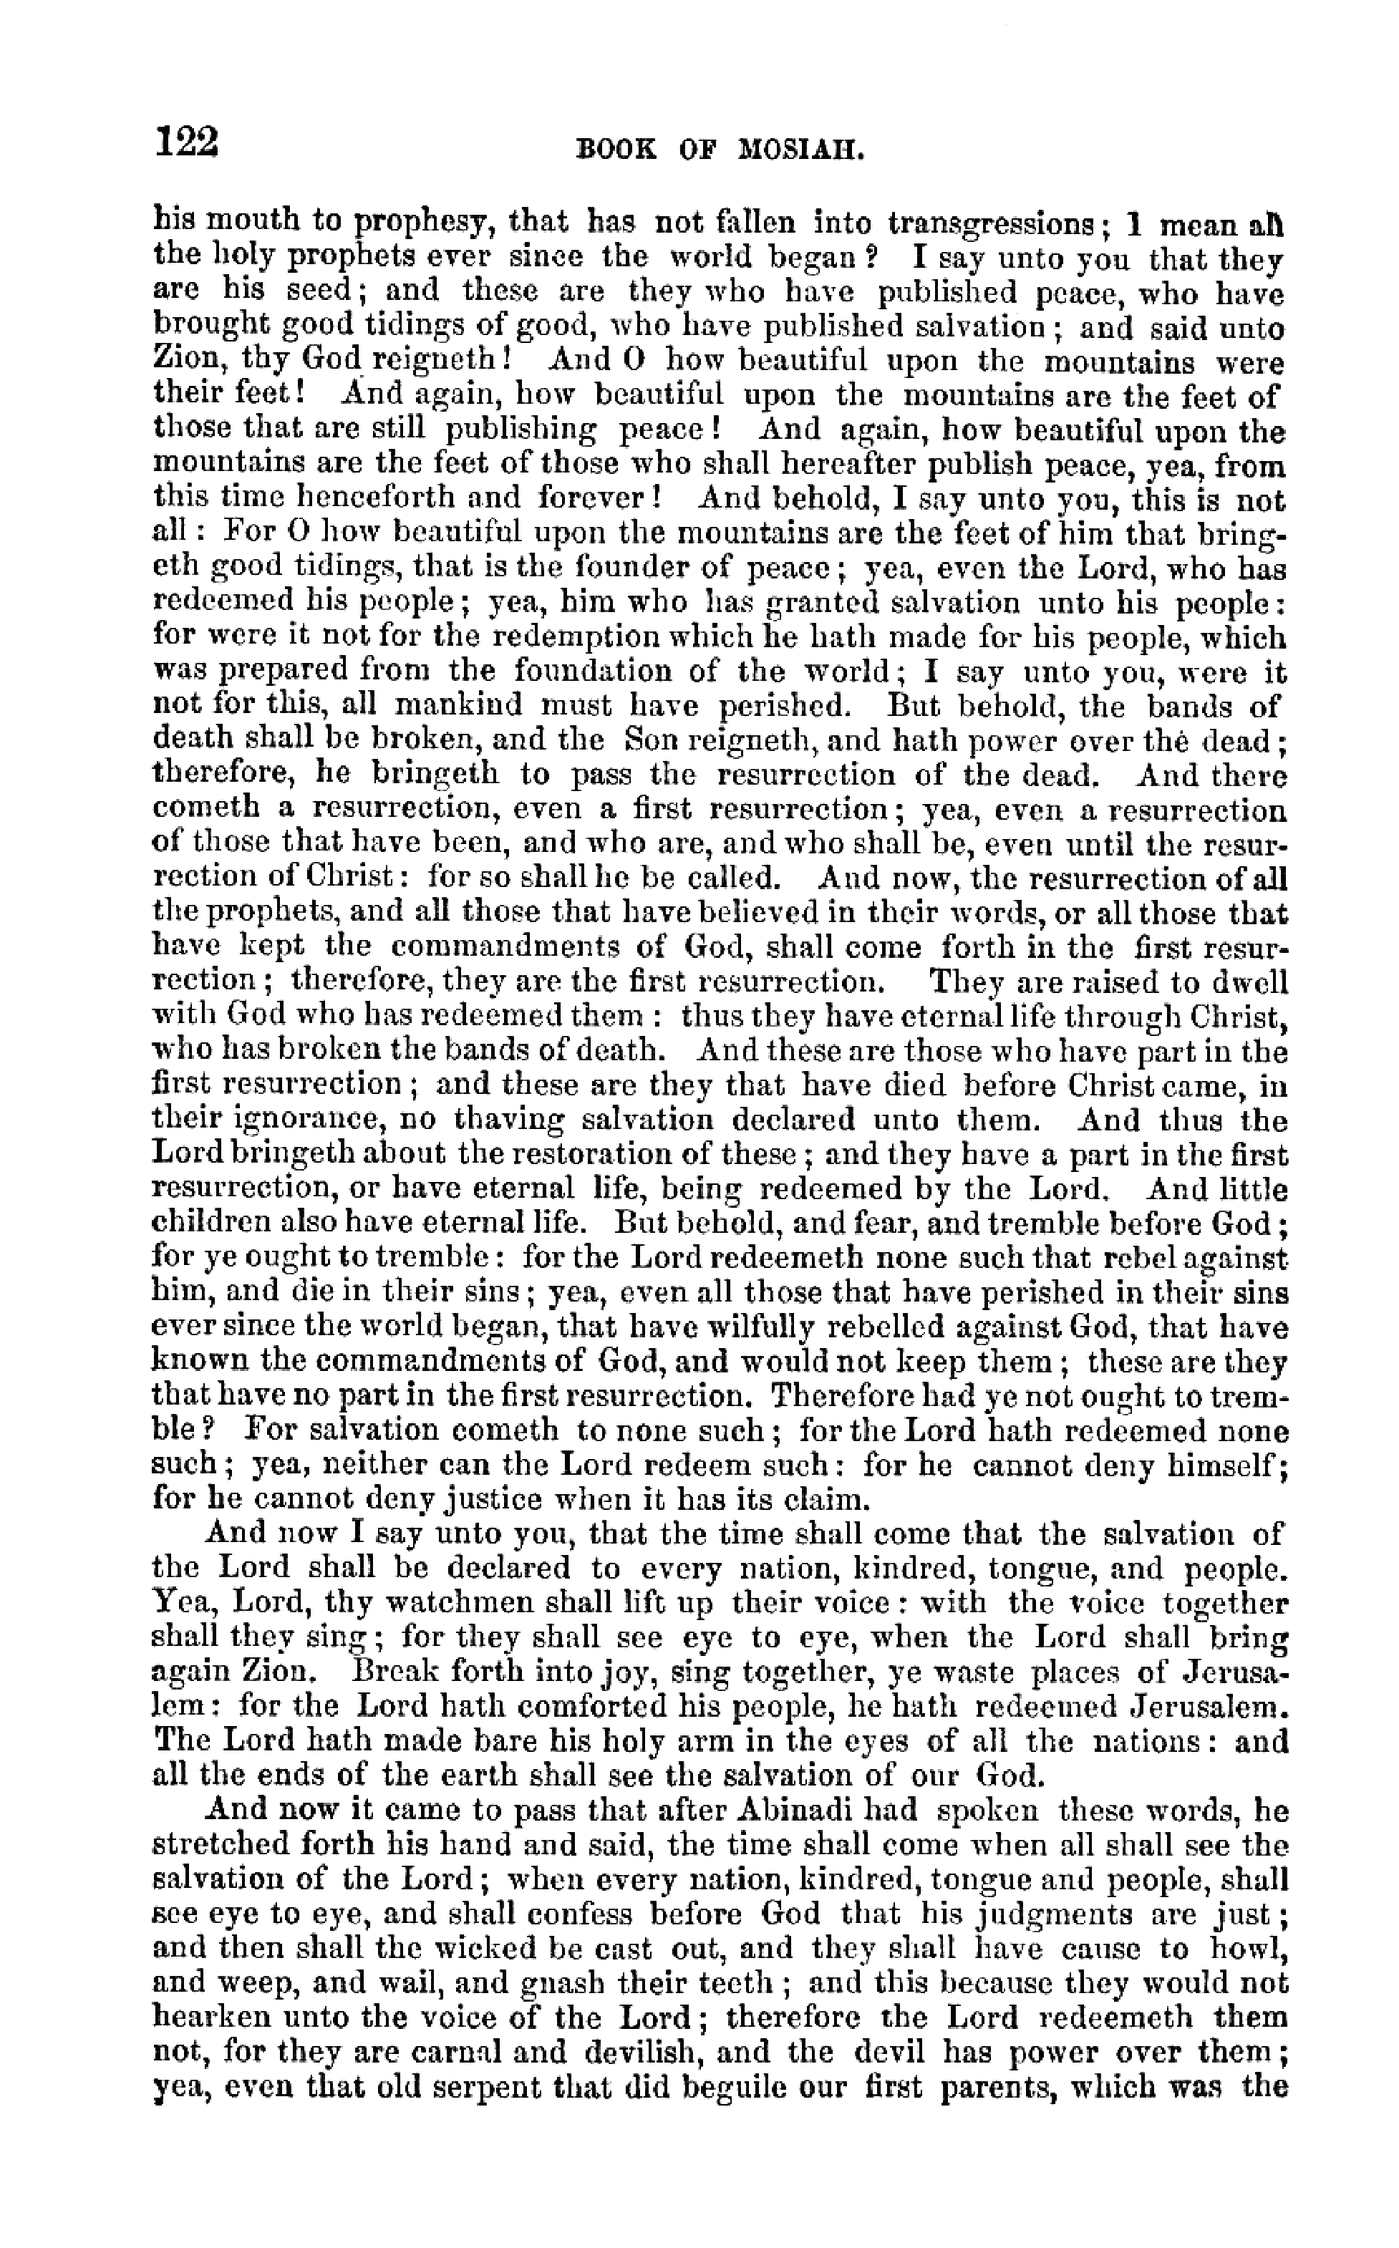 122 BOOK OF MOSIAH.
his mouth to prophesy, that has not fallen into transgressions; I mean all
the holy prophets ever since the world began? I say unto you that they
are his seed; and these are they who have published peace, who have
brought good tidings of good, who have published salvation; and said unto
Zion, thy God reigneth! And O how beautiful upon the mountains were
their feet! And again, how beautiful upon the mountains are the feet of
those that are still publishing peace! And again, how beautiful upon the
mountains are the feet of those who shall hereafter publish peace, yea, from
this time henceforth and forever! And behold, I say unto you, this is not
all: For O how beautiful upon the mountains are the feet of him that bring-
eth good tidings, that is the founder of peace; yea, even the Lord, who has
redeemed his people; yea, him who has granted salvation unto his people:
for were it not for the redemption which he hath made for his people, which
was prepared from the foundation of the world; I say unto you, were it
not for this, all mankind must have perished. But behold, the bands of
death shall be broken, and the Son reigneth, and hath power over the dead;
therefore, he bringeth to pass the resurrection of the dead. And there
cometh a resurrection, even a first resurrection; yea, even a resurrection
of those that have been, and who are, and who shall be, even until the resur-
rection of Christ: for so shall he be called. And now, the resurrection of all
the prophets, and all those that have believed in their words, or all those that
have kept the commandments of God, shall come forth in the first resur-
rection; therefore, they are the first resurrection. They are raised to dwell
with God who has redeemed them: thus they have eternal life through Christ,
who has broken the bands of death. And these are those who have part in the
first resurrection; and these are they that have died before Christ came, in
their ignorance, no thaving salvation declared unto them. And thus the
Lord bringeth about the restoration of these; and they have a part in the first
resurrection, or have eternal life, being redeemed by the Lord. And little
children also have eternal life. But behold, and fear, and tremble before God;
for ye ought to tremble: for the Lord redeemeth none such that rebel against
him, and die in their sins; yea, even all those that have perished in their sins
ever since the world began, that have wilfully rebelled against God, that have
known the commandments of God, and would not keep them; these are they
that have no part in the first resurrection. Therefore had ye not ought to trem-
ble? For salvation cometh to none such; for the Lord hath redeemed none
such; yea, neither can the Lord redeem such: for he cannot deny himself;
for he cannot deny justice when it has its claim.
And now I say unto you, that the time shall come that the salvation of
the Lord shall be declared to every nation, kindred, tongue, and people.
Yea, Lord, thy watchmen shall lift up their voice: with the voice together
shall they sing; for they shall see eye to eye, when the Lord shall bring
again Zion. Break forth into joy, sing together, ye waste places of Jerusa-
lem: for the Lord hath comforted his people, he hath redeemed Jerusalem.
The Lord hath made bare his holy arm in the eyes of all the nations: and
all the ends of the earth shall see the salvation of our God.
And now it came to pass that after Abinadi had spoken these words, he
stretched forth his hand and said, the time shall come when all shall see the
salvation of the Lord; when every nation, kindred, tongue and people, shall
see eye to eye, and shall confess before God that his judgments are just;
and then shall the wicked be cast out, and they shall have cause to howl,
and weep, and wail, and gnash their teeth; and this because they would not
hearken unto the voice of the Lord; therefore the Lord redeemeth them
not, for they are carnal and devilish, and the devil has power over them;
yea, even that old serpent that did beguile our first parents, which was the